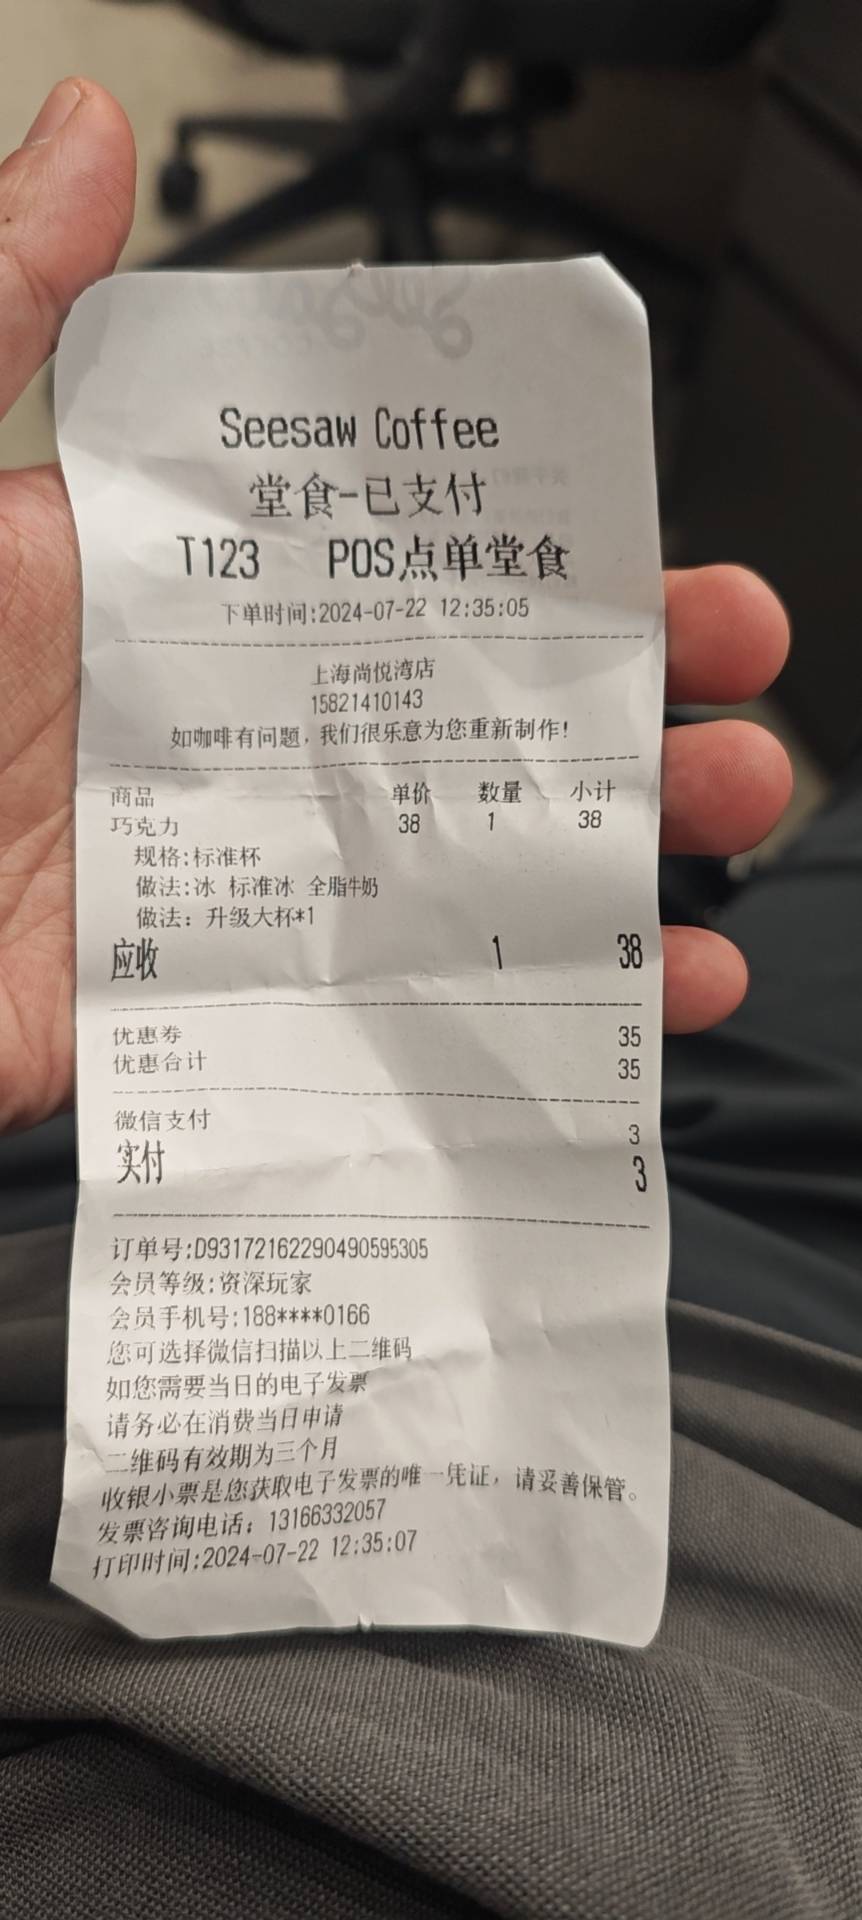 Seesaw Coffee
堂食-已支付
T123 POS点单堂食
下单时间:2024-07-22 12:35:05
上海尚悦湾店
15821410143
如咖啡有问题，我们很乐意为您重新制作!
商品 单价 数量 小计
巧克力 38 1 38
规格:标准杯
做法:冰 标准冰 全脂牛奶
做法: 升级大杯*1
应收 1 38
优惠券 35
优惠合计 35
微信支付 3
实付 3
订单号:D931721622904905​95305
会员等级:资深玩家
会员手机号:188****0166
您可选择微信扫描以上二维码
如您需要当日的电子发票
请务必在消费当日申请
二维码有效期为三个月
收银小票是您获取电子发票的唯一凭证，请妥善保管。
发票咨询电话: 13166332057
打印时间:2024-07-22 12:35:07